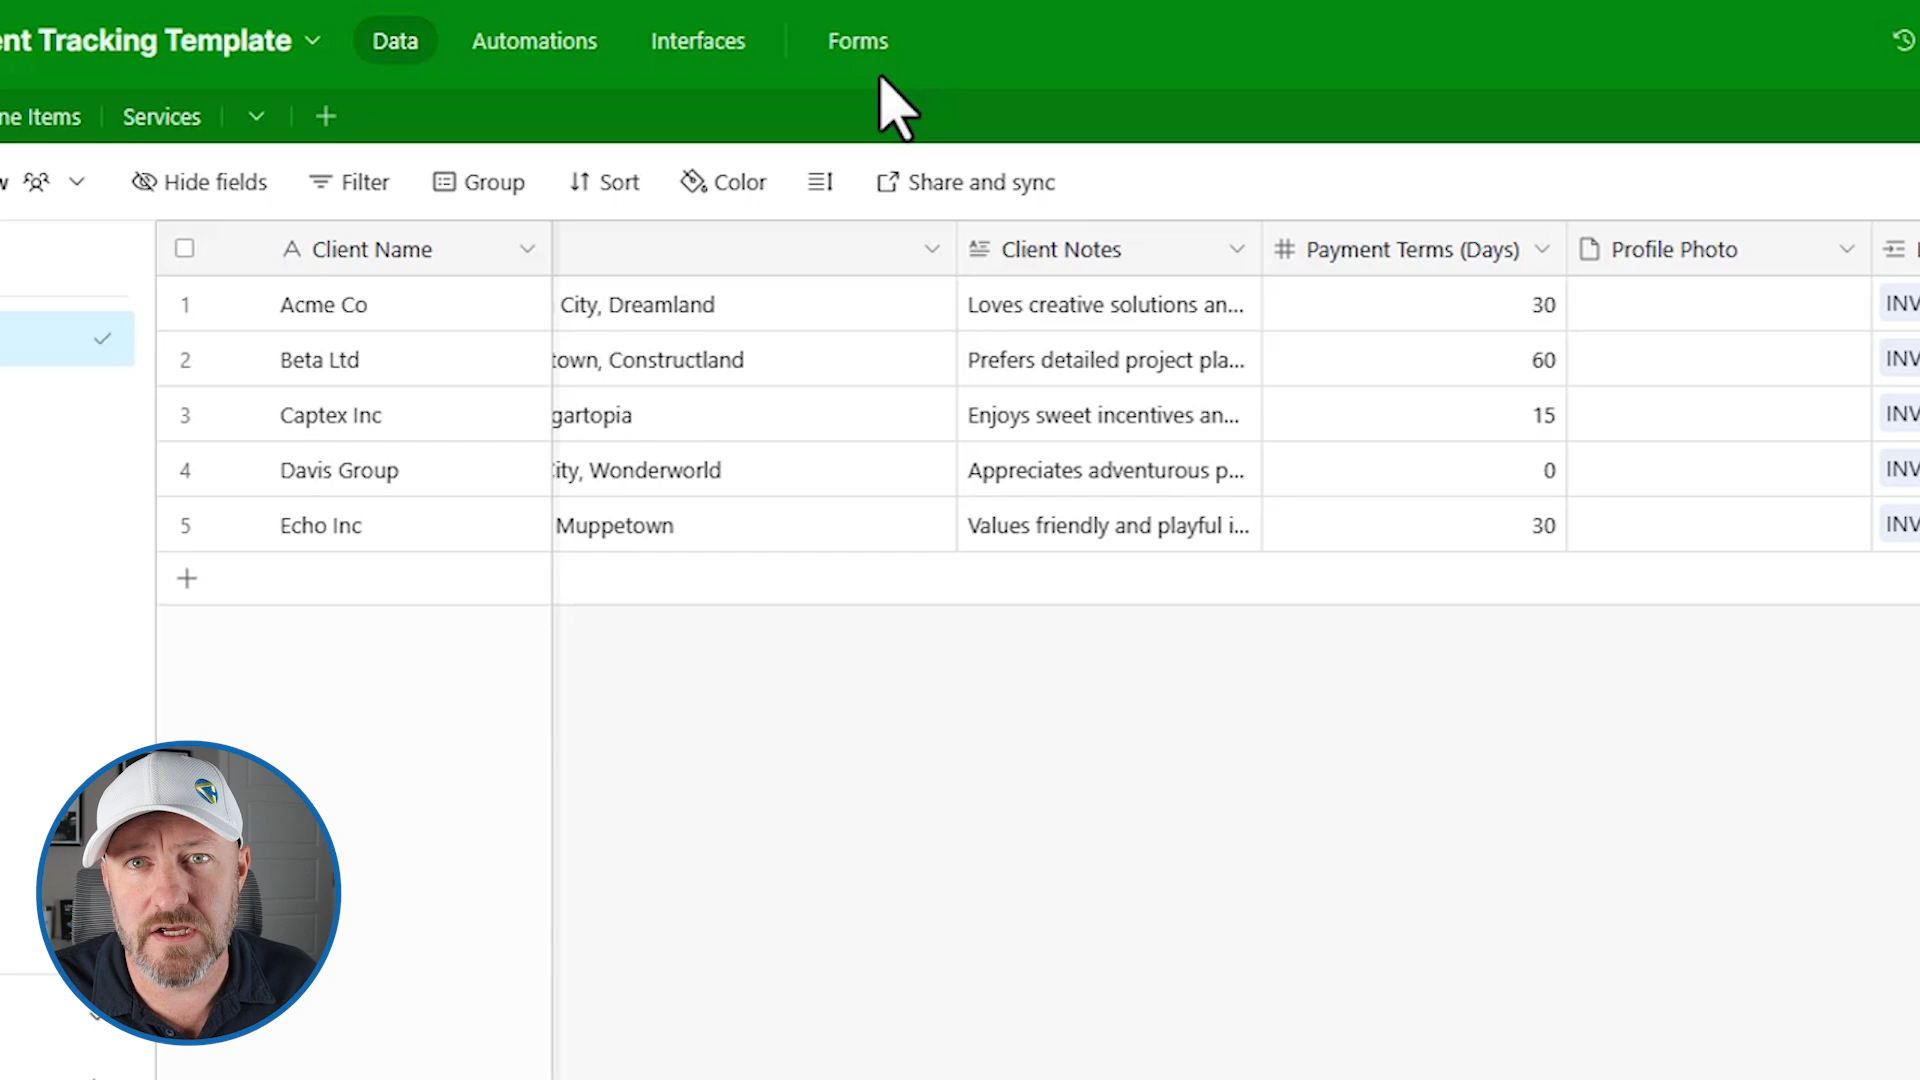 nt Tracking Template Data Automations Interfaces Forms
ne Items Services
w Hide fields Filter Group Sort Color Share and sync
Client Name Client Notes # Payment Terms (Days) Profile Photo
1 Acme Co City, Dreamland Loves creative solutions an... 30 INV
2 Beta Ltd town, Constructland Prefers detailed project pla... 60 INV
3 Captex Inc gartopia Enjoys sweet incentives an... 15 INV
4 Davis Group ity, Wonderworld Appreciates adventurous p... 0 INV
5 Echo Inc Muppetown Values friendly and playful i... 30 INV